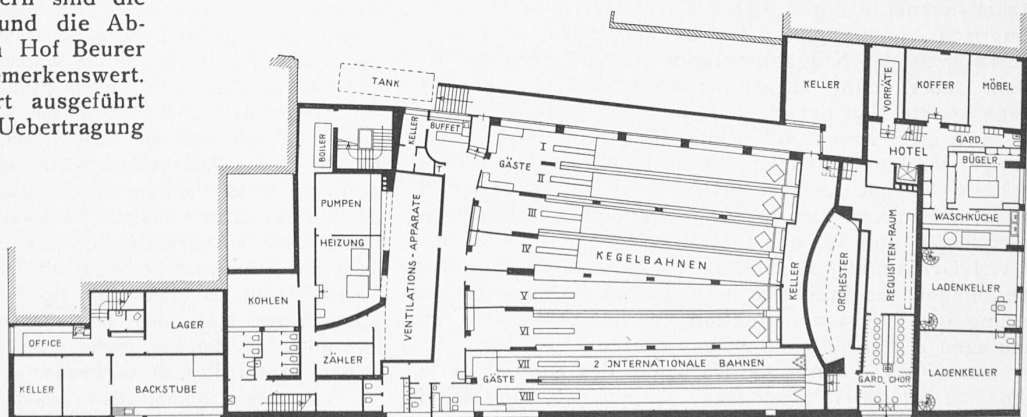 ern sind die
und die Ab-
Hof Beurer
emerkenswert.
rt ausgeführt
Uebertragung
TANK
KELLER
VORRÄTE
KOFFER
MÖBEL
BOILER
KELLER
BUFFET
T
GARD.
HOTEL
BÜGELR.
GÄSTE
I
II
III
IV
V
VI
VII
VIII
PUMPEN
HEIZUNG
VENTILATIONS-APPARATE
KEGELBAHNEN
KELLER
ORCHESTER
REQUISITEN-RAUM
WASCHKÜCHE
LADENKELLER
KOHLEN
LAGER
OFFICE
ZÄHLER
2 INTERNATIONALE BAHNEN
GÄSTE
KELLER
BACKSTUBE
GARD. CHOR
LADENKELLER